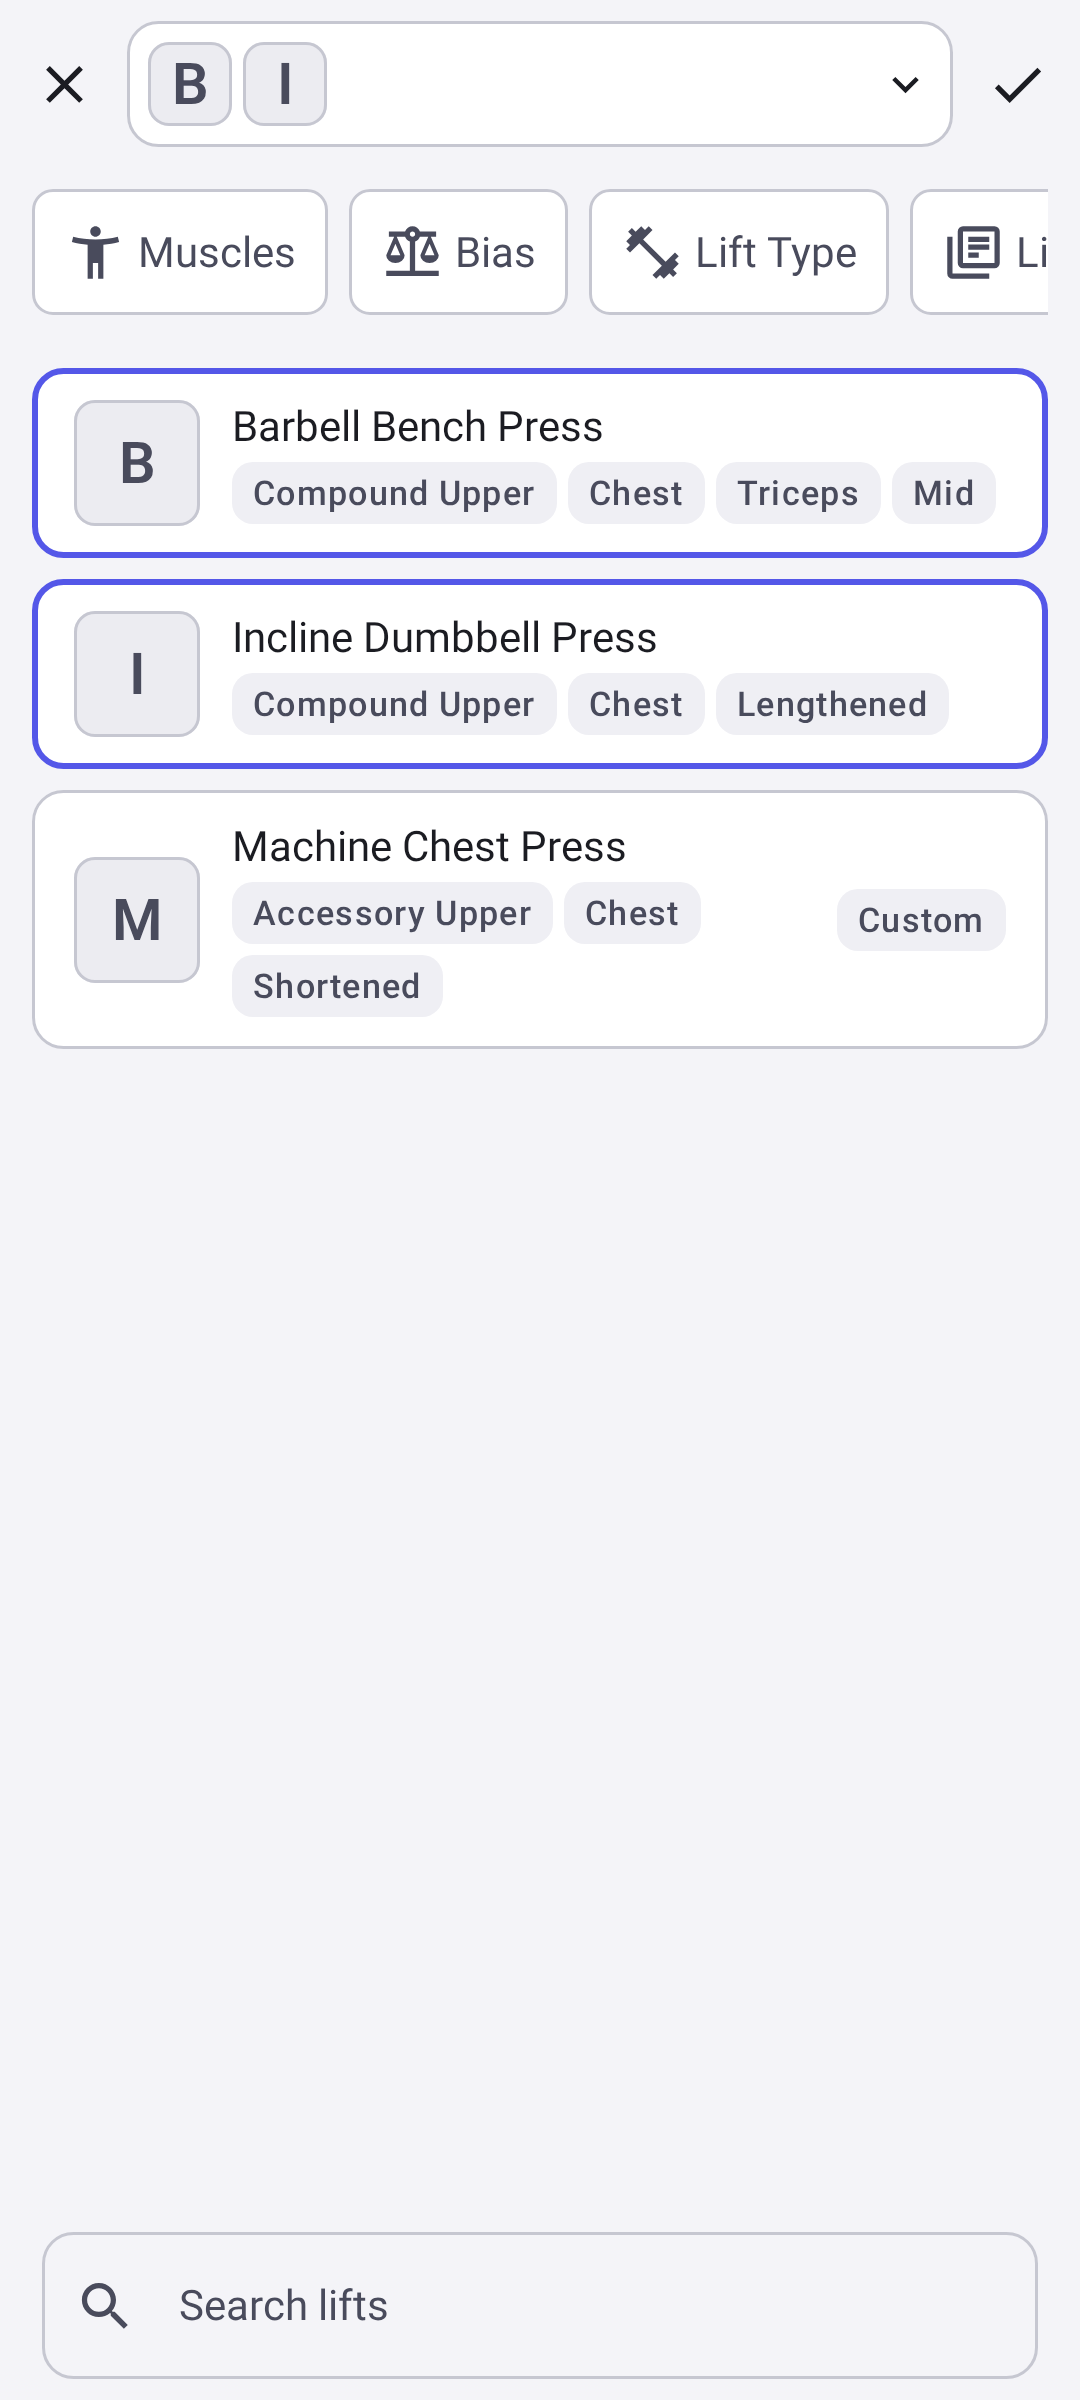 B I
Muscles Bias Lift Type Li
B
Barbell Bench Press
Compound Upper Chest Triceps Mid
I
Incline Dumbbell Press
Compound Upper Chest Lengthened
M
Machine Chest Press
Accessory Upper Chest
Custom
Shortened
Search lifts